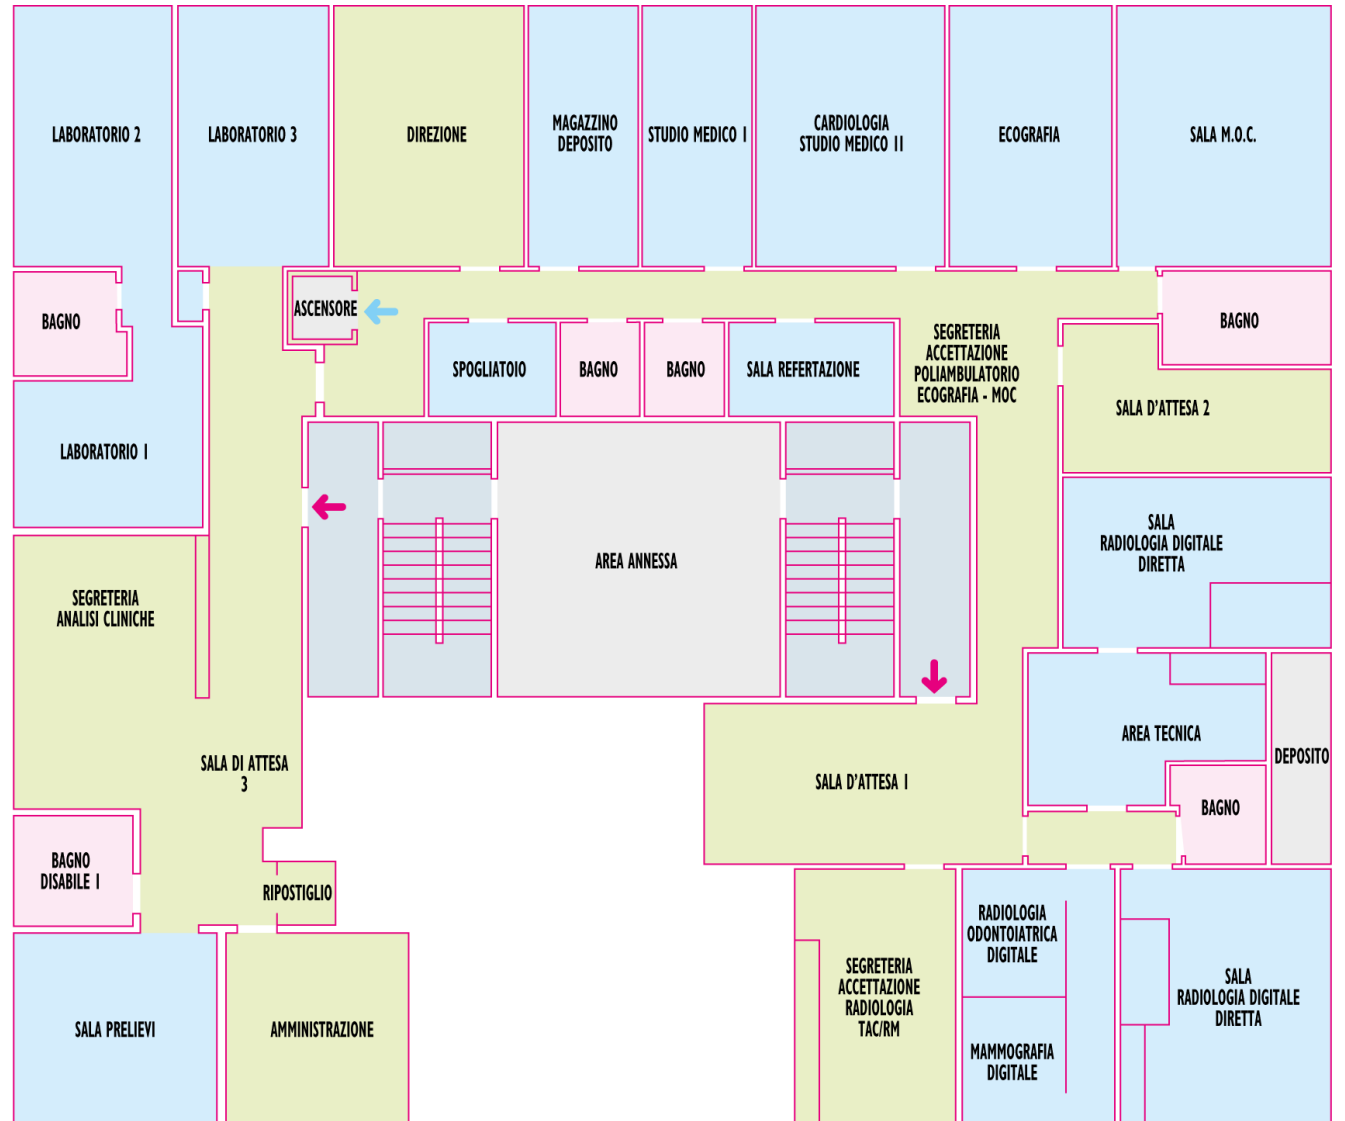 LABORATORIO 2
LABORATORIO 3
DIREZIONE
MAGAZZINO
DEPOSITO
STUDIO MEDICO I
CARDIOLOGIA
STUDIO MEDICO II
ECOGRAFIA
SALA M.O.C.
BAGNO
ASCENSORE
SPOGLIATOIO
BAGNO
BAGNO
SALA REFERTAZIONE
SEGRETERIA
ACCETTAZIONE
POLIAMBULATORIO
ECOGRAFIA - MOC
BAGNO
SALA D'ATTESA 2
LABORATORIO I
SEGRETERIA
ANALISI CLINICHE
AREA ANNESSA
SALA
RADIOLOGIA DIGITALE
DIRETTA
SALA DI ATTESA
3
SALA D'ATTESA I
AREA TECNICA
DEPOSITO
BAGNO
BAGNO
DISABILE I
RIPOSTIGLIO
SALA PRELIEVI
AMMINISTRAZIONE
SEGRETERIA
ACCETTAZIONE
RADIOLOGIA
TAC/RM
RADIOLOGIA
ODONTOIATRICA
DIGITALE
MAMMOGRAFIA
DIGITALE
SALA
RADIOLOGIA DIGITALE
DIRETTA